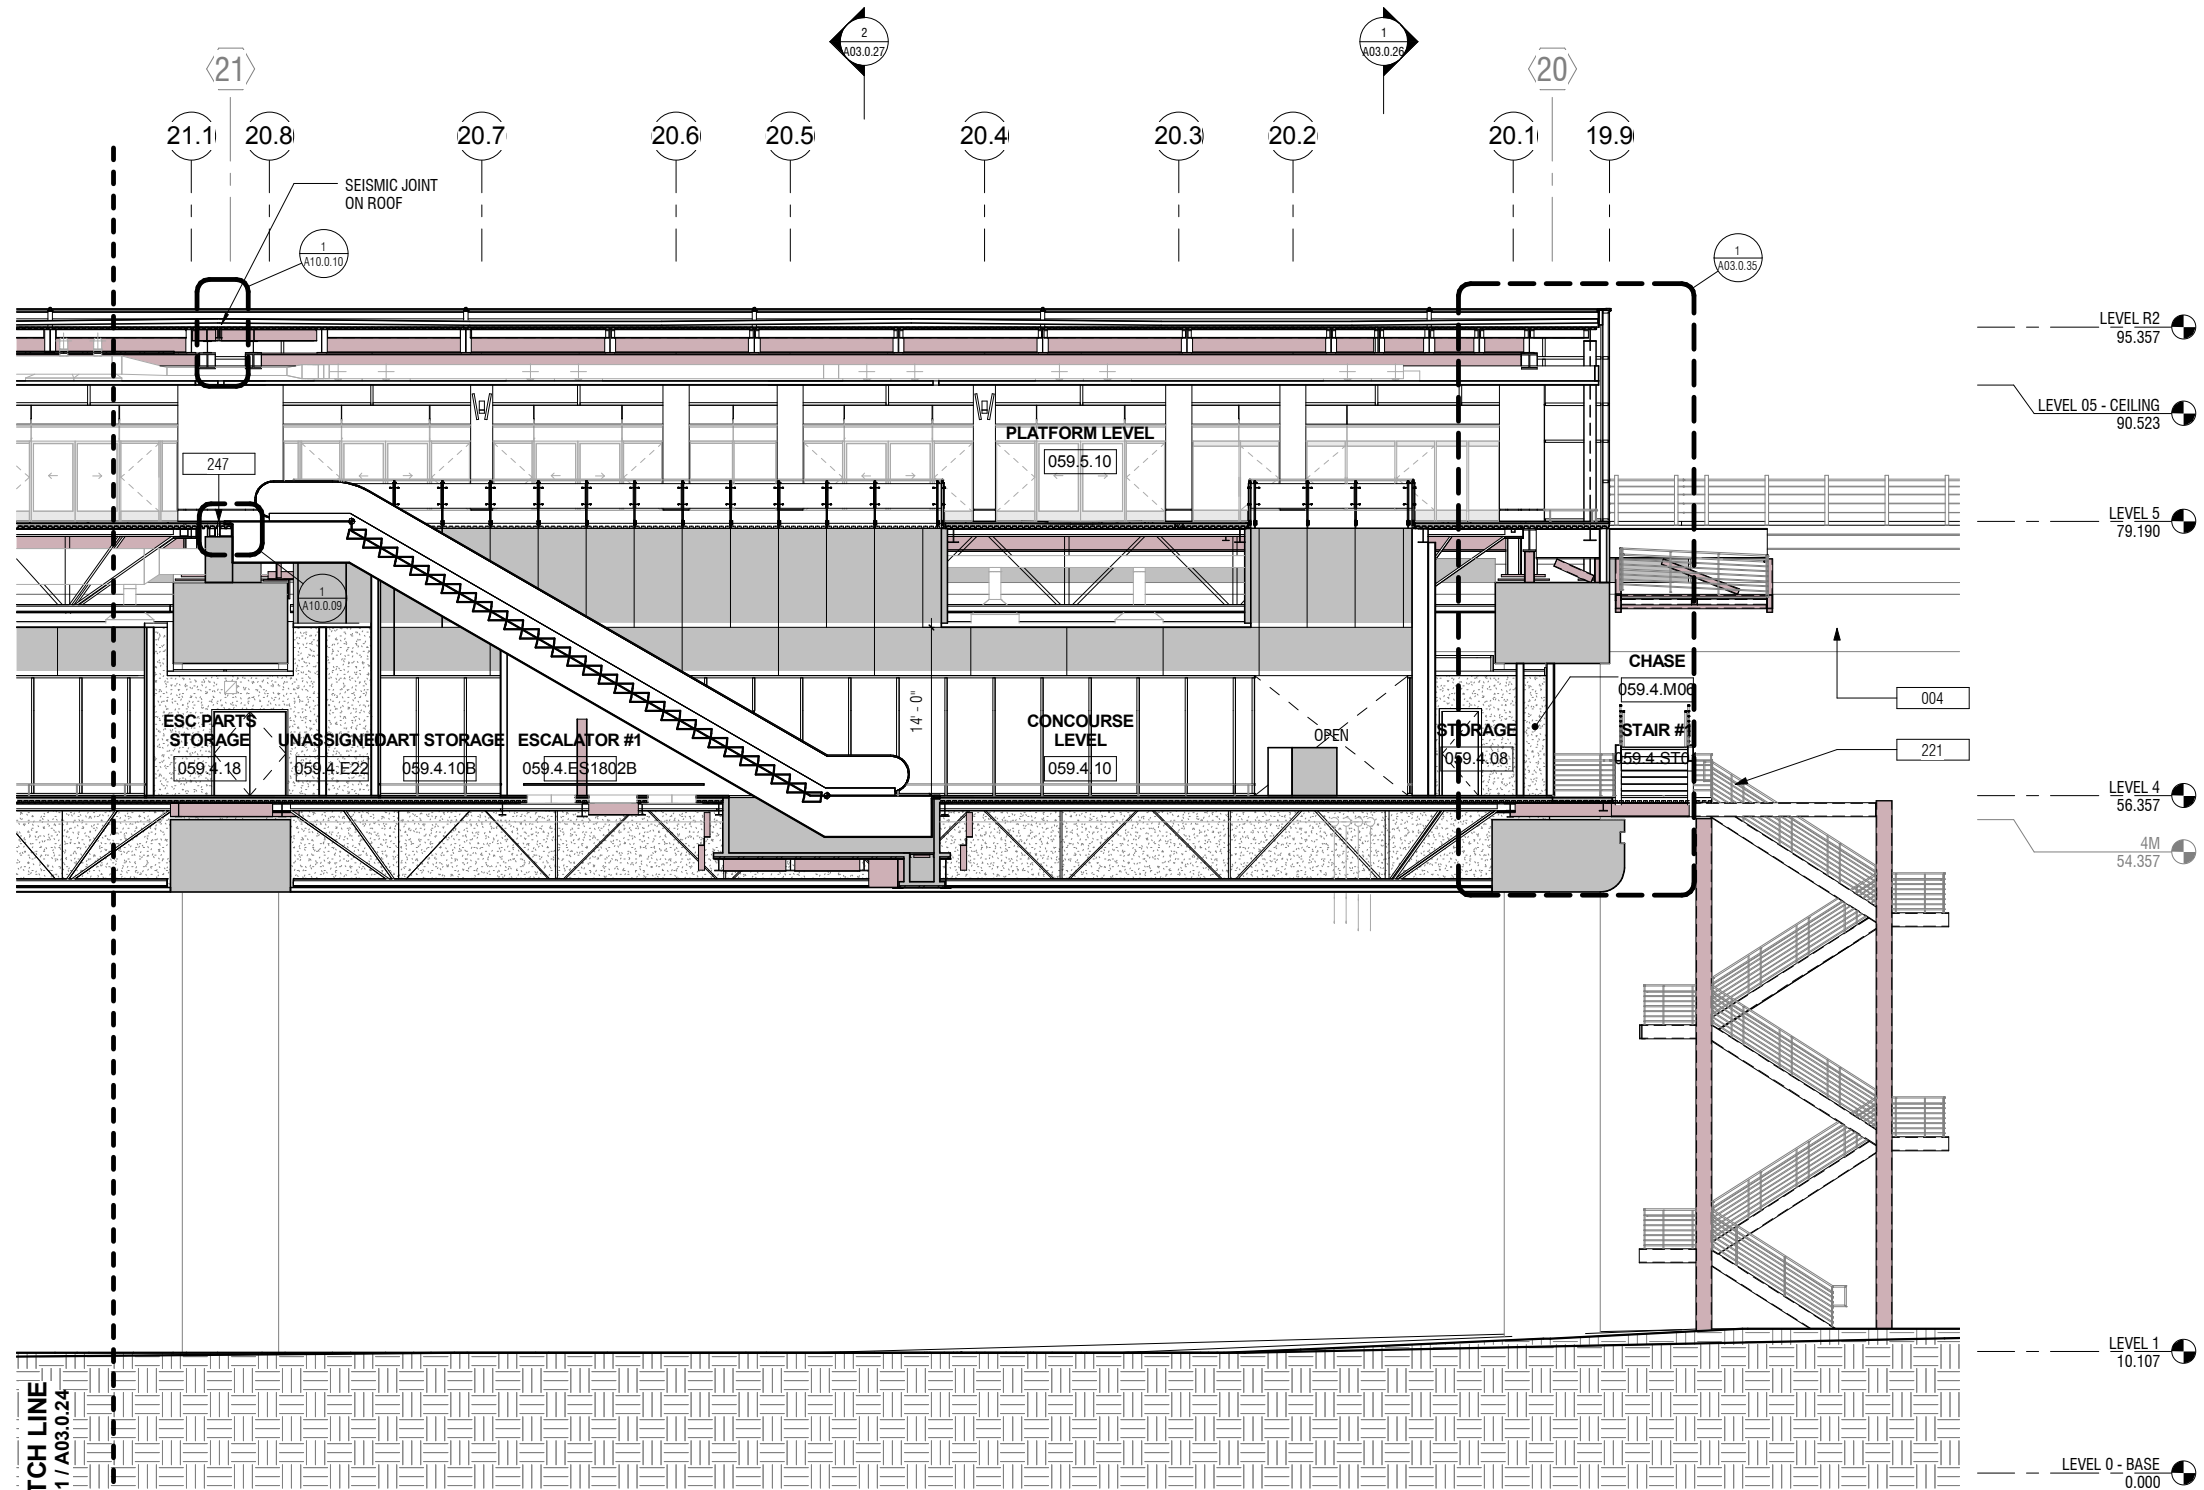 2
A03.0.27
1
A03.0.26
21
20
21.1
20.8
20.7
20.6
20.5
20.4
20.3
20.2
20.1
19.9
SEISMIC JOINT
ON ROOF
1
A10.0.10
1
A03.0.35
LEVEL R2
95.357
LEVEL 05 - CEILING
90.523
PLATFORM LEVEL
059.5.10
247
LEVEL 5
79.190
1
A10.0.09
CHASE
059.4.M06
004
14' - 0"
ESC PARTS
STORAGE
059.4.18
UNASSIGNED
059.4.E22
DART STORAGE
059.4.10B
ESCALATOR #1
059.4.ES1802B
CONCOURSE
LEVEL
059.4.10
OPEN
STORAGE
059.4.08
STAIR #1
059.4.ST01
221
LEVEL 4
56.357
4M
54.357
LEVEL 1
10.107
TCH LINE
1 / A03.0.24
LEVEL 0 - BASE
0.000